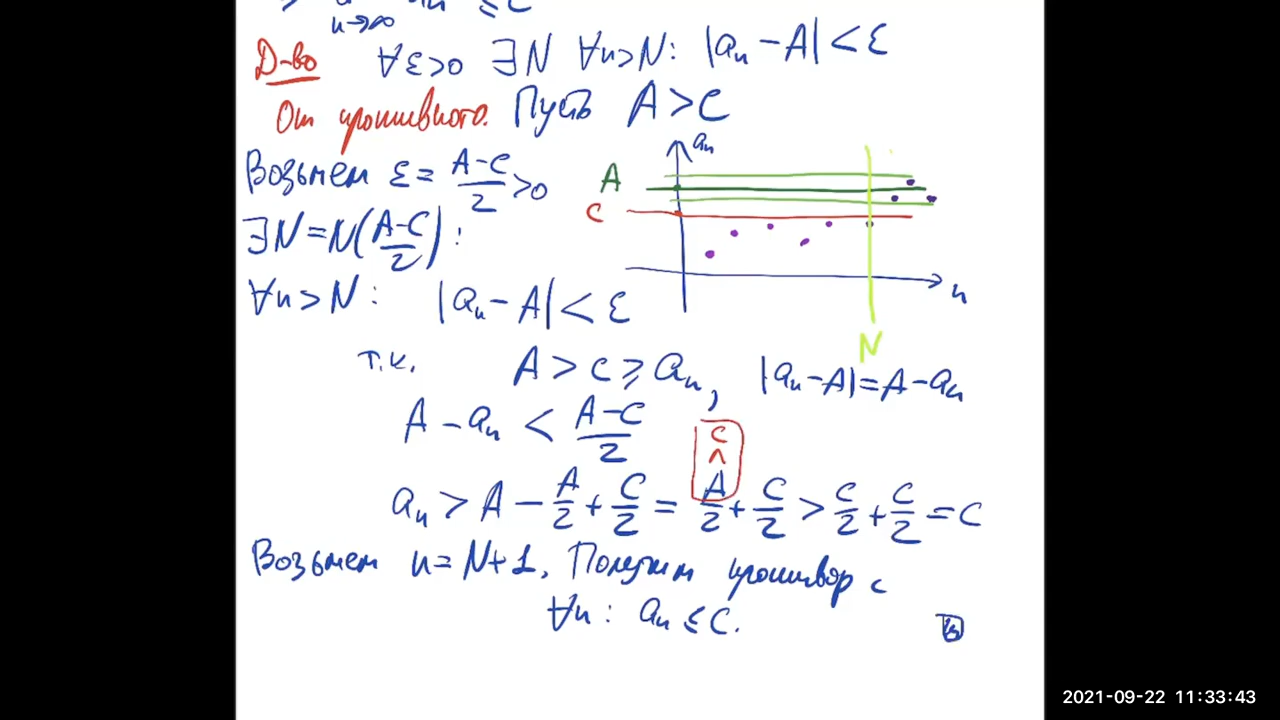 n→∞ ≤ C
Д-во ∀ε>0 ∃N ∀n>N: |aₙ − A| < ε
От противного. Пусть A > C
Возьмем ε = (A−C)/2 > 0
∃N = N((A−C)/2):
∀n > N: |aₙ − A| < ε
aₙ
A
C
n
N
т.к. A > C ≥ aₙ, |aₙ − A| = A − aₙ
A − aₙ < (A−C)/2
C
^
aₙ > A − A/2 + C/2 = A/2 + C/2 > C/2 + C/2 = C
Возьмем n = N+1. Получим противор с
∀n: aₙ ≤ C.
2021-09-22 11:33:43